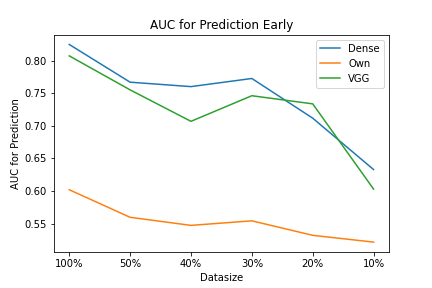 AUC for Prediction Early
Dense
Own
VGG
AUC for Prediction
0.80
0.75
0.70
0.65
0.60
0.55
100% 50% 40% 30% 20% 10%
Datasize